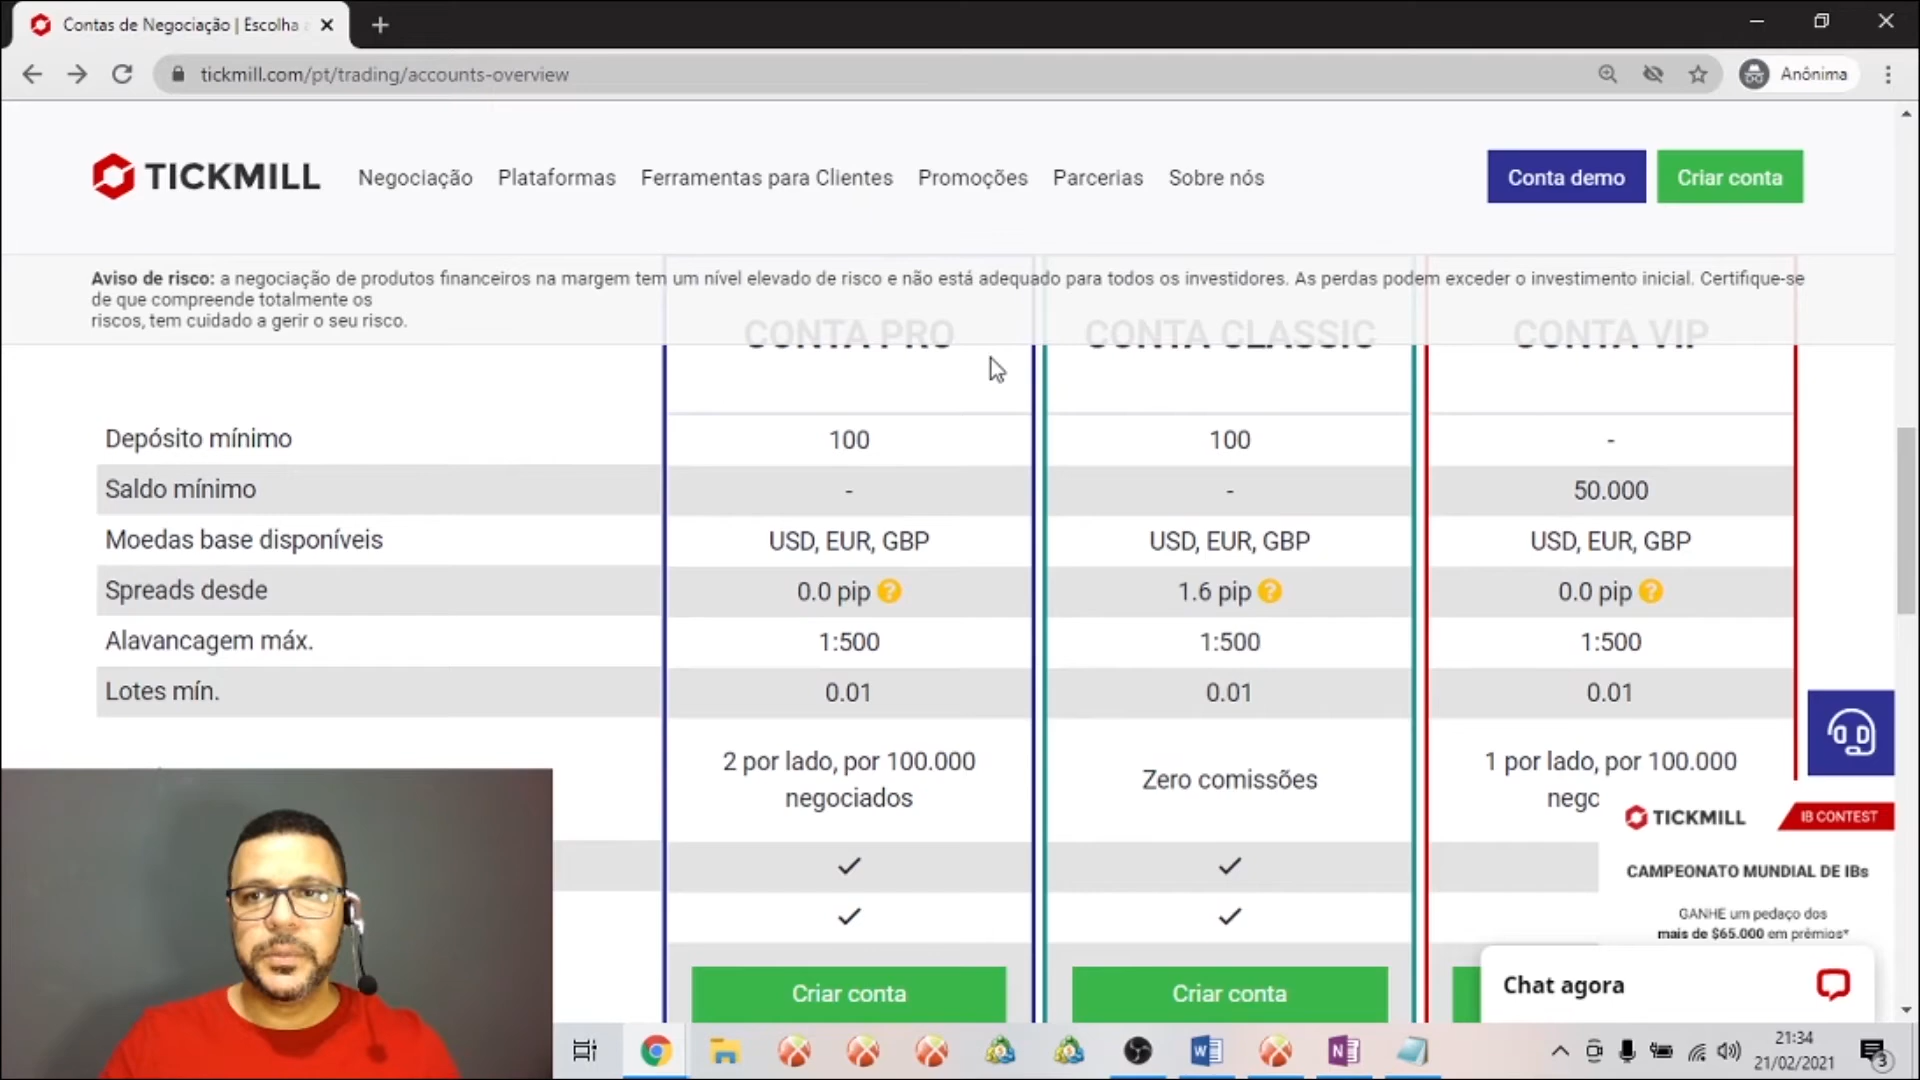 Contas de Negociação | Escolha
tickmill.com/pt/trading/accounts-overview
Anônima
TICKMILL
Negociação
Plataformas
Ferramentas para Clientes
Promoções
Parcerias
Sobre nós
Conta demo
Criar conta
Aviso de risco: a negociação de produtos financeiros na margem tem um nível elevado de risco e não está adequado para todos os investidores. As perdas podem exceder o investimento inicial. Certifique-se
de que compreende totalmente os
riscos, tem cuidado a gerir o seu risco.
CONTA PRO
CONTA CLASSIC
CONTA VIP
Depósito mínimo
100
100
-
Saldo mínimo
-
-
50.000
Moedas base disponíveis
USD, EUR, GBP
USD, EUR, GBP
USD, EUR, GBP
Spreads desde
0.0 pip ?
1.6 pip ?
0.0 pip ?
Alavancagem máx.
1:500
1:500
1:500
Lotes mín.
0.01
0.01
0.01
2 por lado, por 100.000
negociados
Zero comissões
1 por lado, por 100.000
nego
TICKMILL
IB CONTEST
CAMPEONATO MUNDIAL DE IBs
GANHE um pedaço dos
mais de $65.000 em prêmios*
Chat agora
Criar conta
Criar conta
21:34
21/02/2021
3